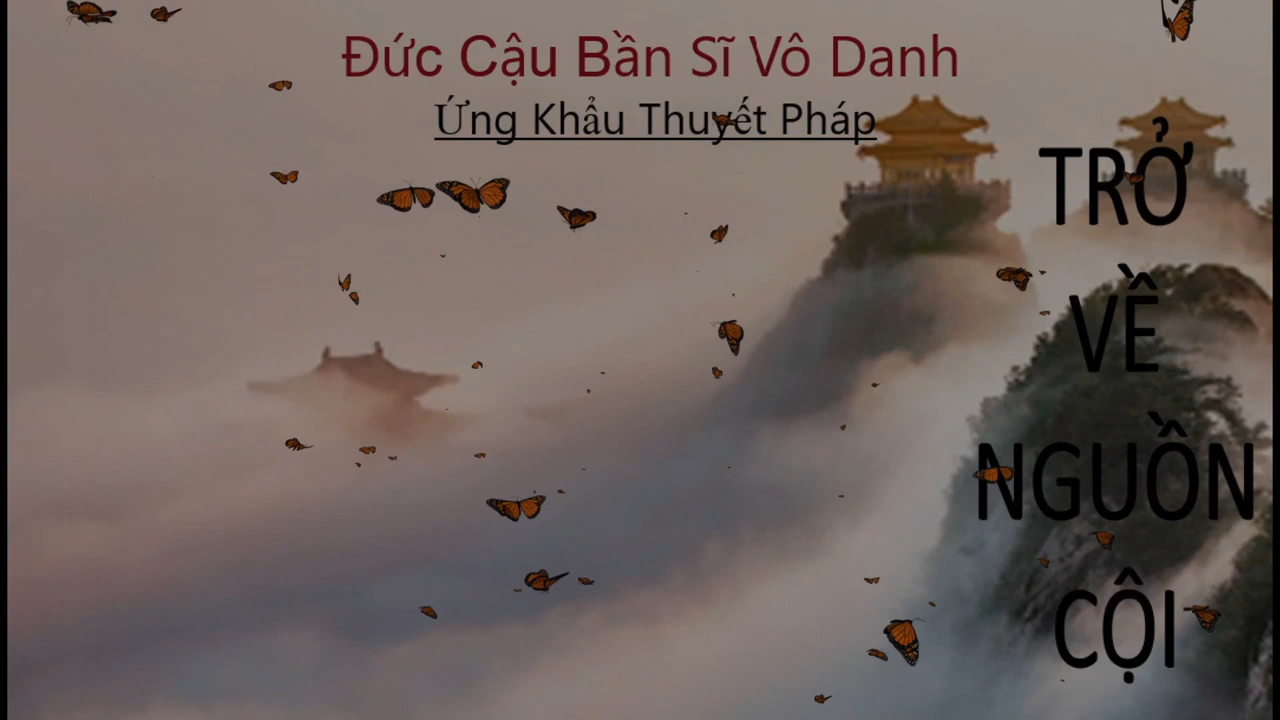 Đức Cậu Bần Sĩ Vô Danh
Ứng Khẩu Thuyết Pháp
TRỞ
VỀ
NGUỒN
CỘI